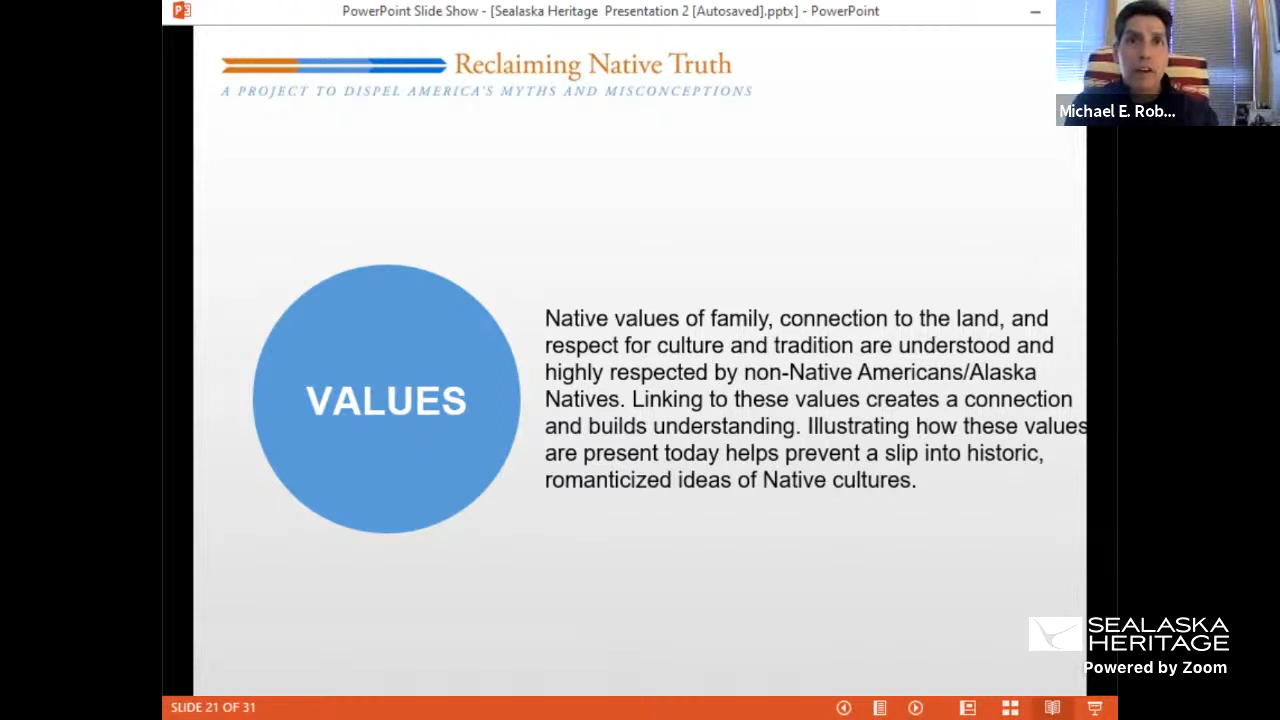 PowerPoint Slide Show - [Sealaska Heritage Presentation 2 [Autosaved].pptx] - PowerPoint
Michael E. Rob...
Reclaiming Native Truth
A PROJECT TO DISPEL AMERICA'S MYTHS AND MISCONCEPTIONS
VALUES
Native values of family, connection to the land, and
respect for culture and tradition are understood and
highly respected by non-Native Americans/Alaska
Natives. Linking to these values creates a connection
and builds understanding. Illustrating how these values
are present today helps prevent a slip into historic,
romanticized ideas of Native cultures.
SEALASKA
HERITAGE
Powered by Zoom
SLIDE 21 OF 31